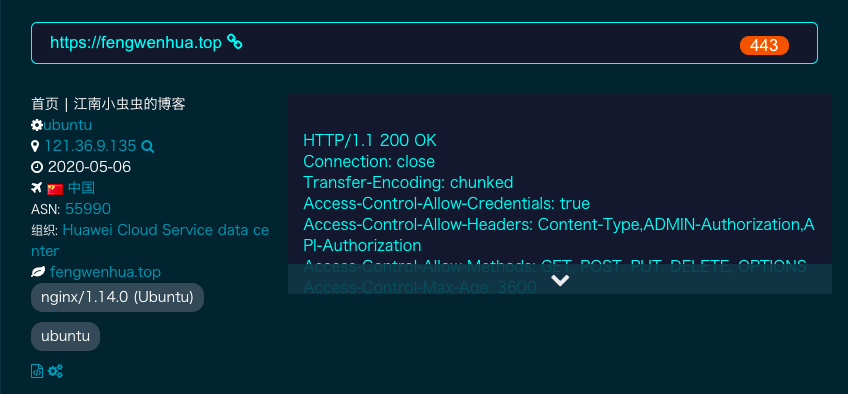 https://fengwenhua.top
443
首页 | 江南小虫虫的博客
ubuntu
121.36.9.135
2020-05-06
中国
ASN: 55990
组织: Huawei Cloud Service data ce
nter
fengwenhua.top
nginx/1.14.0 (Ubuntu)
ubuntu
HTTP/1.1 200 OK
Connection: close
Transfer-Encoding: chunked
Access-Control-Allow-Credentials: true
Access-Control-Allow-Headers: Content-Type,ADMIN-Authorization,A
PI-Authorization
Access-Control-Allow-Methods: GET, POST, PUT, DELETE, OPTIONS
Access-Control-Max-Age: 3600